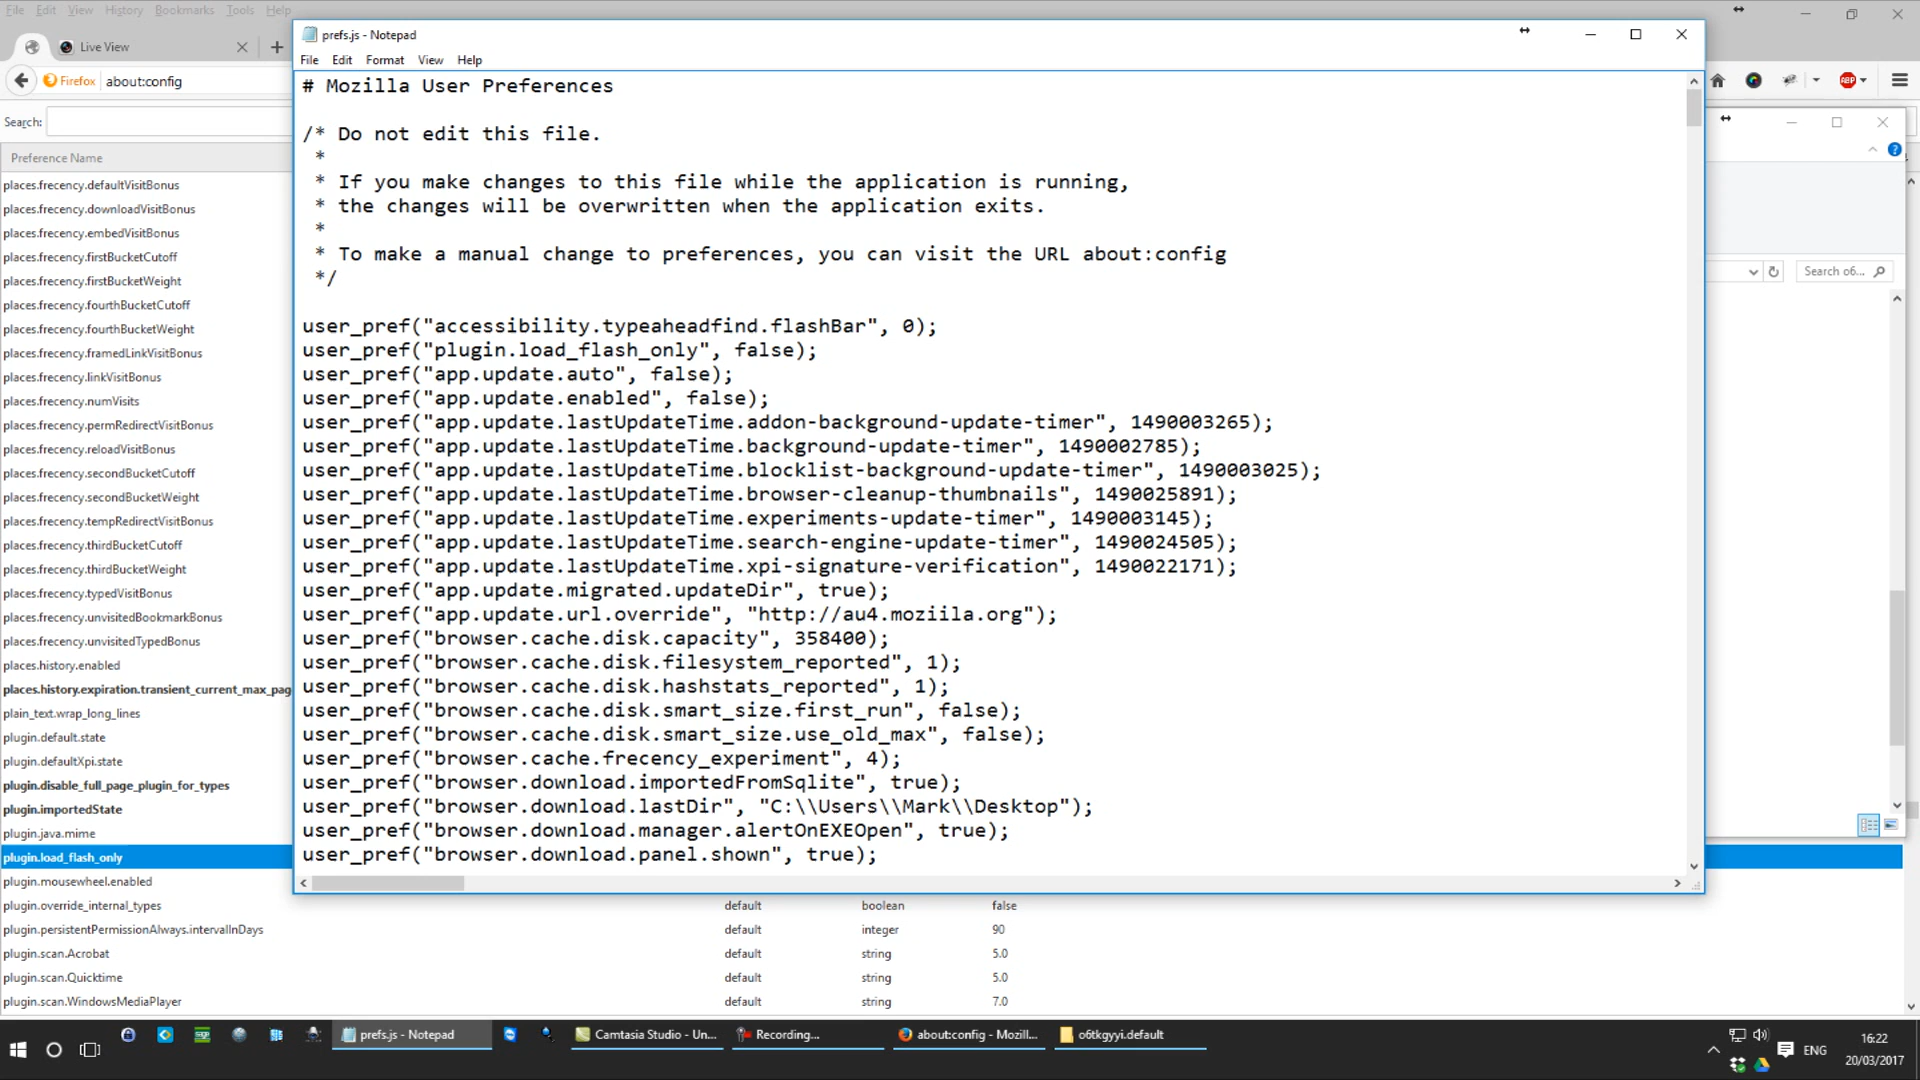 File Edit View History Bookmarks Tools Help
Live View
Firefox about:config
Search:
Preference Name
places.frecency.defaultVisitBonus
places.frecency.downloadVisitBonus
places.frecency.embedVisitBonus
places.frecency.firstBucketCutoff
places.frecency.firstBucketWeight
places.frecency.fourthBucketCutoff
places.frecency.fourthBucketWeight
places.frecency.framedLinkVisitBonus
places.frecency.linkVisitBonus
places.frecency.numVisits
places.frecency.permRedirectVisitBonus
places.frecency.reloadVisitBonus
places.frecency.secondBucketCutoff
places.frecency.secondBucketWeight
places.frecency.tempRedirectVisitBonus
places.frecency.thirdBucketCutoff
places.frecency.thirdBucketWeight
places.frecency.typedVisitBonus
places.frecency.unvisitedBookmarkBonus
places.frecency.unvisitedTypedBonus
places.history.enabled
places.history.expiration.transient_current_max_pag
plain_text.wrap_long_lines
plugin.default.state
plugin.defaultXpi.state
plugin.disable_full_page_plugin_for_types
plugin.importedState
plugin.java.mime
plugin.load_flash_only
plugin.mousewheel.enabled
plugin.override_internal_types default boolean false
plugin.persistentPermissionAlways.intervalInDays default integer 90
plugin.scan.Acrobat default string 5.0
plugin.scan.Quicktime default string 5.0
plugin.scan.WindowsMediaPlayer default string 7.0
prefs.js - Notepad
File Edit Format View Help
# Mozilla User Preferences
/* Do not edit this file.
*
* If you make changes to this file while the application is running,
* the changes will be overwritten when the application exits.
*
* To make a manual change to preferences, you can visit the URL about:config
*/
user_pref("accessibility.typeaheadfind.flashBar", 0);
user_pref("plugin.load_flash_only", false);
user_pref("app.update.auto", false);
user_pref("app.update.enabled", false);
user_pref("app.update.lastUpdateTime.addon-background-update-timer", 1490003265);
user_pref("app.update.lastUpdateTime.background-update-timer", 1490002785);
user_pref("app.update.lastUpdateTime.blocklist-background-update-timer", 1490003025);
user_pref("app.update.lastUpdateTime.browser-cleanup-thumbnails", 1490025891);
user_pref("app.update.lastUpdateTime.experiments-update-timer", 1490003145);
user_pref("app.update.lastUpdateTime.search-engine-update-timer", 1490024505);
user_pref("app.update.lastUpdateTime.xpi-signature-verification", 1490022171);
user_pref("app.update.migrated.updateDir", true);
user_pref("app.update.url.override", "http://au4.moziila.org");
user_pref("browser.cache.disk.capacity", 358400);
user_pref("browser.cache.disk.filesystem_reported", 1);
user_pref("browser.cache.disk.hashstats_reported", 1);
user_pref("browser.cache.disk.smart_size.first_run", false);
user_pref("browser.cache.disk.smart_size.use_old_max", false);
user_pref("browser.cache.frecency_experiment", 4);
user_pref("browser.download.importedFromSqlite", true);
user_pref("browser.download.lastDir", "C:\\Users\\Mark\\Desktop");
user_pref("browser.download.manager.alertOnEXEOpen", true);
user_pref("browser.download.panel.shown", true);
ABP
Search o6...
prefs.js - Notepad
Camtasia Studio - Un...
Recording...
about:config - Mozill...
o6tkgyyi.default
ENG
16:22
20/03/2017